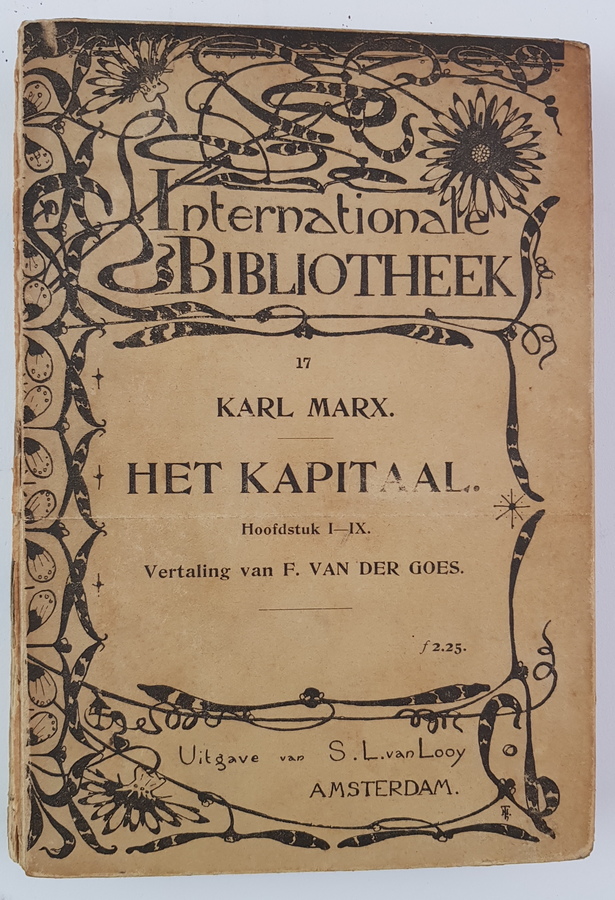 Internationale
BIBLIOTHEEK
17
KARL MARX.
HET KAPITAAL.
Hoofdstuk I—IX.
Vertaling van F. VAN DER GOES.
ƒ 2.25.
Uitgave van S. L. van Looy
AMSTERDAM.